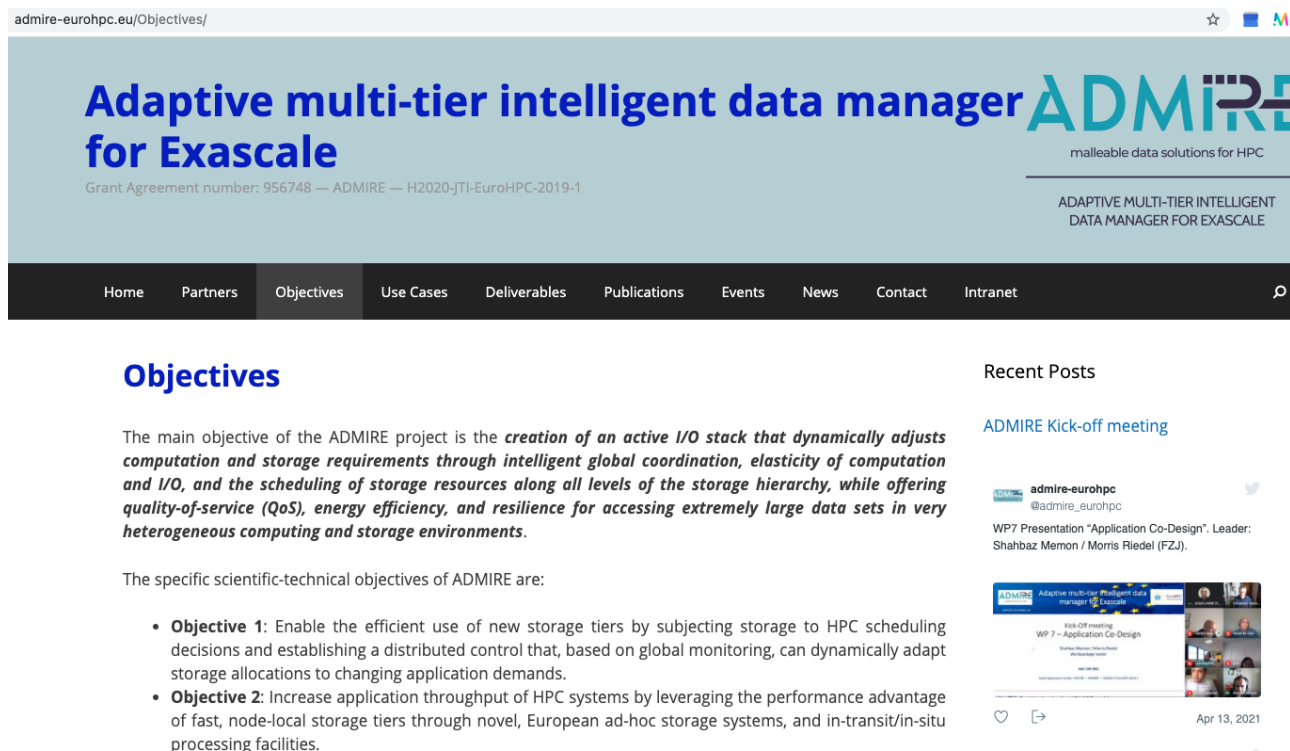 admire-eurohpc.eu/Objectives/
Adaptive multi-tier intelligent data manager
for Exascale
Grant Agreement number: 956748 — ADMIRE — H2020-JTI-EuroHPC-2019-1
ADMIRE
malleable data solutions for HPC
ADAPTIVE MULTI-TIER INTELLIGENT
DATA MANAGER FOR EXASCALE
Home Partners Objectives Use Cases Deliverables Publications Events News Contact Intranet
Objectives
The main objective of the ADMIRE project is the creation of an active I/O stack that dynamically adjusts
computation and storage requirements through intelligent global coordination, elasticity of computation
and I/O, and the scheduling of storage resources along all levels of the storage hierarchy, while offering
quality-of-service (QoS), energy efficiency, and resilience for accessing extremely large data sets in very
heterogeneous computing and storage environments.
The specific scientific-technical objectives of ADMIRE are:
• Objective 1: Enable the efficient use of new storage tiers by subjecting storage to HPC scheduling
decisions and establishing a distributed control that, based on global monitoring, can dynamically adapt
storage allocations to changing application demands.
• Objective 2: Increase application throughput of HPC systems by leveraging the performance advantage
of fast, node-local storage tiers through novel, European ad-hoc storage systems, and in-transit/in-situ
processing facilities.
Recent Posts
ADMIRE Kick-off meeting
admire-eurohpc
@admire_eurohpc
WP7 Presentation “Application Co-Design”. Leader:
Shahbaz Memon / Morris Riedel (FZJ).
ADMIRE
Adaptive multi-tier intelligent data
manager for Exascale
Kick-Off meeting
WP 7 – Application Co-Design
Shahbaz Memon / Morris Riedel
Apr 13, 2021